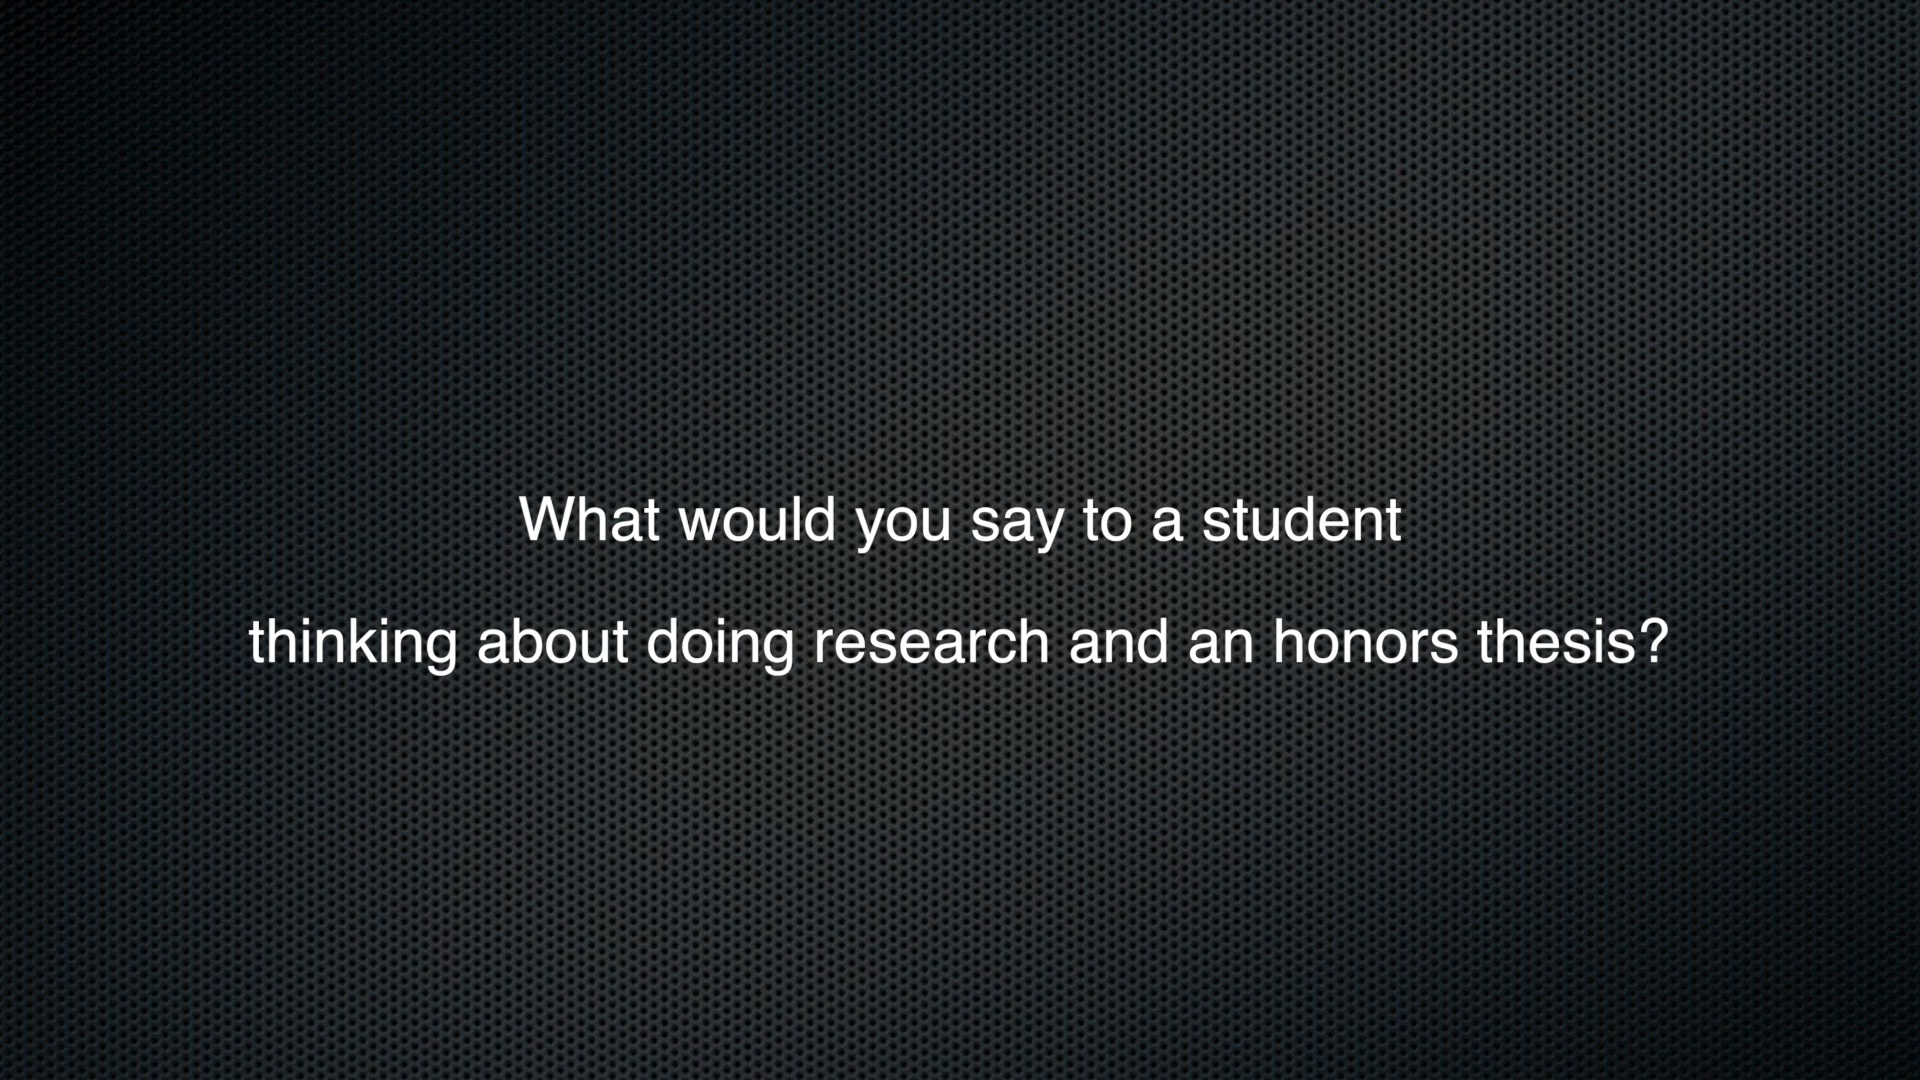 What would you say to a student
thinking about doing research and an honors thesis?